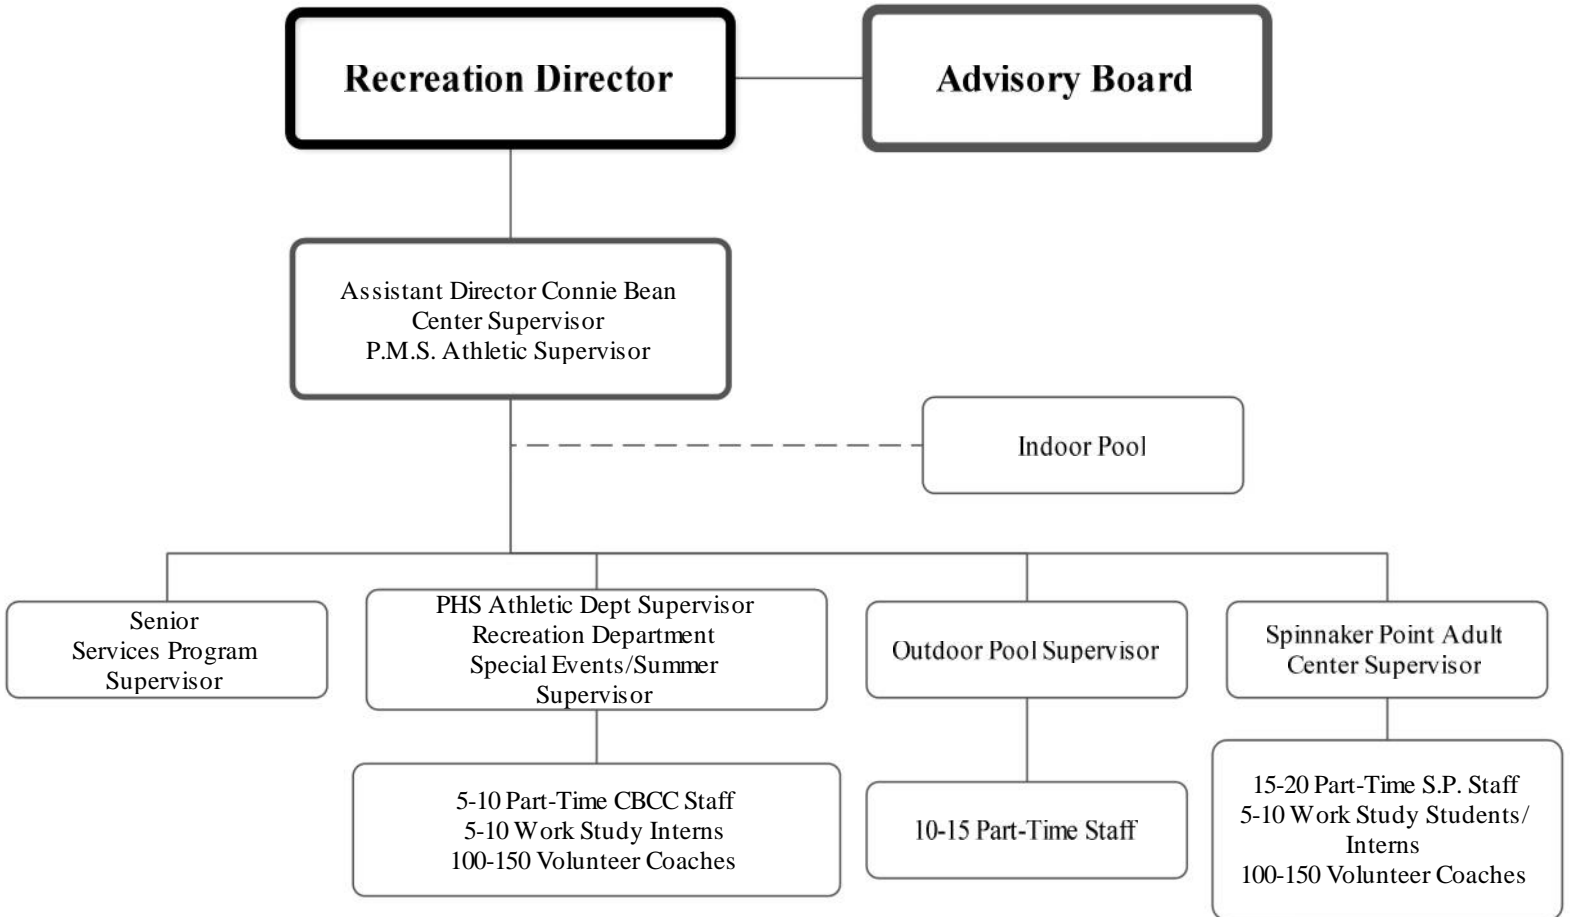 Recreation Director
Advisory Board
Assistant Director Connie Bean
Center Supervisor
P.M.S. Athletic Supervisor
Indoor Pool
Senior
Services Program
Supervisor
PHS Athletic Dept Supervisor
Recreation Department
Special Events/Summer
Supervisor
Outdoor Pool Supervisor
Spinnaker Point Adult
Center Supervisor
5-10 Part-Time CBCC Staff
5-10 Work Study Interns
100-150 Volunteer Coaches
10-15 Part-Time Staff
15-20 Part-Time S.P. Staff
5-10 Work Study Students/
Interns
100-150 Volunteer Coaches